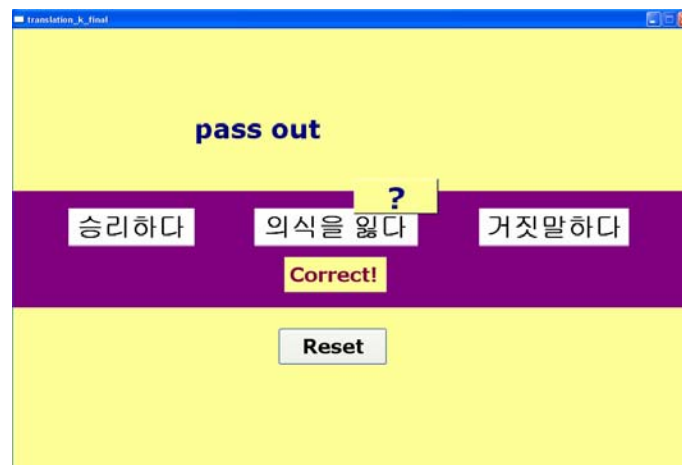 translation_k_final
pass out
?
승리하다 의식을 잃다 거짓말하다
Correct!
Reset